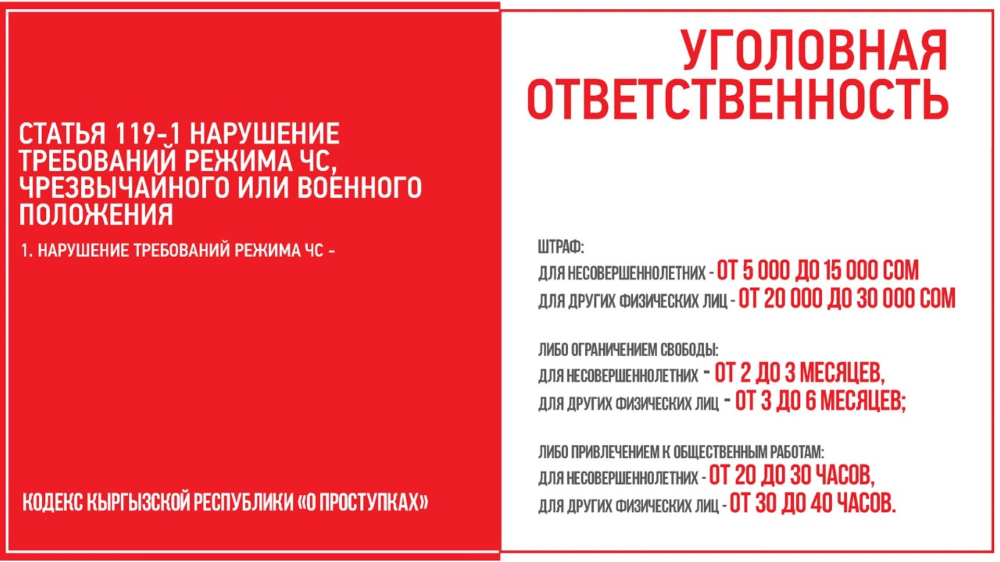 СТАТЬЯ 119-1 НАРУШЕНИЕ
ТРЕБОВАНИЙ РЕЖИМА ЧС,
ЧРЕЗВЫЧАЙНОГО ИЛИ ВОЕННОГО
ПОЛОЖЕНИЯ
1. НАРУШЕНИЕ ТРЕБОВАНИЙ РЕЖИМА ЧС -
КОДЕКС КЫРГЫЗСКОЙ РЕСПУБЛИКИ «О ПРОСТУПКАХ»
УГОЛОВНАЯ
ОТВЕТСТВЕННОСТЬ
ШТРАФ:
ДЛЯ НЕСОВЕРШЕННОЛЕТНИХ - ОТ 5 000 ДО 15 000 СОМ
ДЛЯ ДРУГИХ ФИЗИЧЕСКИХ ЛИЦ - ОТ 20 000 ДО 30 000 СОМ
ЛИБО ОГРАНИЧЕНИЕМ СВОБОДЫ:
ДЛЯ НЕСОВЕРШЕННОЛЕТНИХ - ОТ 2 ДО 3 МЕСЯЦЕВ,
ДЛЯ ДРУГИХ ФИЗИЧЕСКИХ ЛИЦ - ОТ 3 ДО 6 МЕСЯЦЕВ;
ЛИБО ПРИВЛЕЧЕНИЕМ К ОБЩЕСТВЕННЫМ РАБОТАМ:
ДЛЯ НЕСОВЕРШЕННОЛЕТНИХ - ОТ 20 ДО 30 ЧАСОВ,
ДЛЯ ДРУГИХ ФИЗИЧЕСКИХ ЛИЦ - ОТ 30 ДО 40 ЧАСОВ.